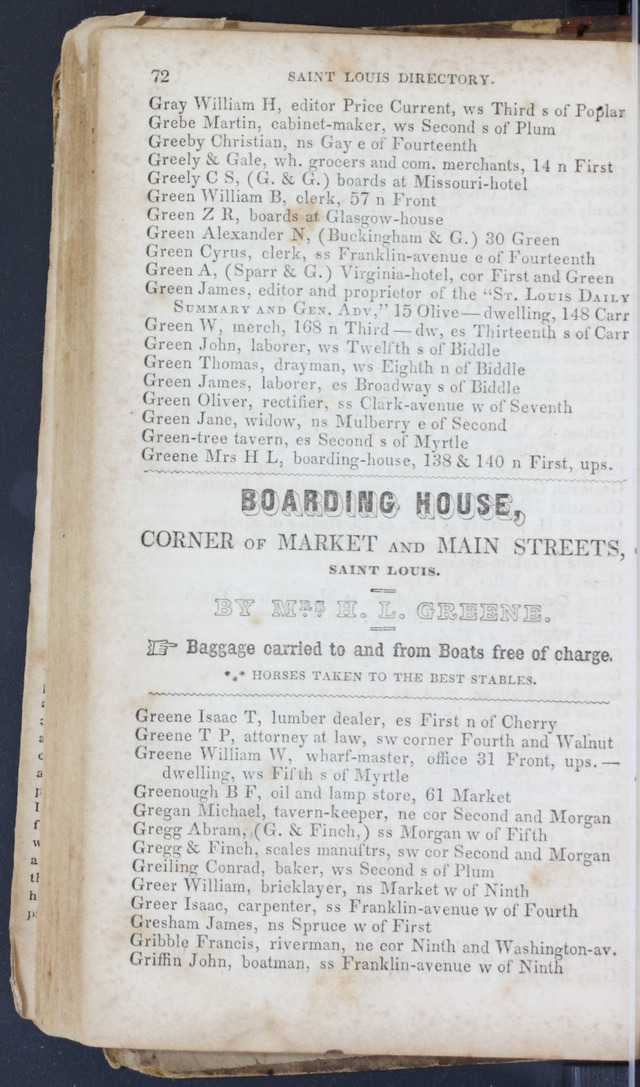 72 SAINT LOUIS DIRECTORY.
Gray William H, editor Price Current, ws Third s of Poplar
Grebe Martin, cabinet-maker, ws Second s of Plum
Greeby Christian, ns Gay e of Fourteenth
Greely & Gale, wh. grocers and com. merchants, 14 n First
Greely C S, (G. & G.) boards at Missouri-hotel
Green William B, clerk, 57 n Front
Green Z R, boards at Glasgow-house
Green Alexander N, (Buckingham & G.) 30 Green
Green Cyrus, clerk, ss Franklin-avenue e of Fourteenth
Green A, (Sparr & G.) Virginia-hotel, cor First and Green
Green James, editor and proprietor of the "ST. LOUIS DAILY
SUMMARY AND GEN. ADV," 15 Olive—dwelling, 148 Carr
Green W, merch, 168 n Third—dw, es Thirteenth s of Carr
Green John, laborer, ws Twelfth s of Biddle
Green Thomas, drayman, ws Eighth n of Biddle
Green James, laborer, es Broadway s of Biddle
Green Oliver, rectifier, ss Clark-avenue w of Seventh
Green Jane, widow, ns Mulberry e of Second
Green-tree tavern, es Second s of Myrtle
Greene Mrs H L, boarding-house, 138 & 140 n First, ups.
BOARDING HOUSE,
CORNER OF MARKET AND MAIN STREETS,
SAINT LOUIS.
BY MRS H. L. GREENE.
☞ Baggage carried to and from Boats free of charge.
*** HORSES TAKEN TO THE BEST STABLES.
Greene Isaac T, lumber dealer, es First n of Cherry
Greene T P, attorney at law, sw corner Fourth and Walnut
Greene William W, wharf-master, office 31 Front, ups.—
dwelling, ws Fifth s of Myrtle
Greenough B F, oil and lamp store, 61 Market
Gregan Michael, tavern-keeper, ne cor Second and Morgan
Gregg Abram, (G. & Finch,) ss Morgan w of Fifth
Gregg & Finch, scales manuftrs, sw cor Second and Morgan
Greiling Conrad, baker, ws Second s of Plum
Greer William, bricklayer, ns Market w of Ninth
Greer Isaac, carpenter, ss Franklin-avenue w of Fourth
Gresham James, ns Spruce w of First
Gribble Francis, riverman, ne cor Ninth and Washington-av.
Griffin John, boatman, ss Franklin-avenue w of Ninth